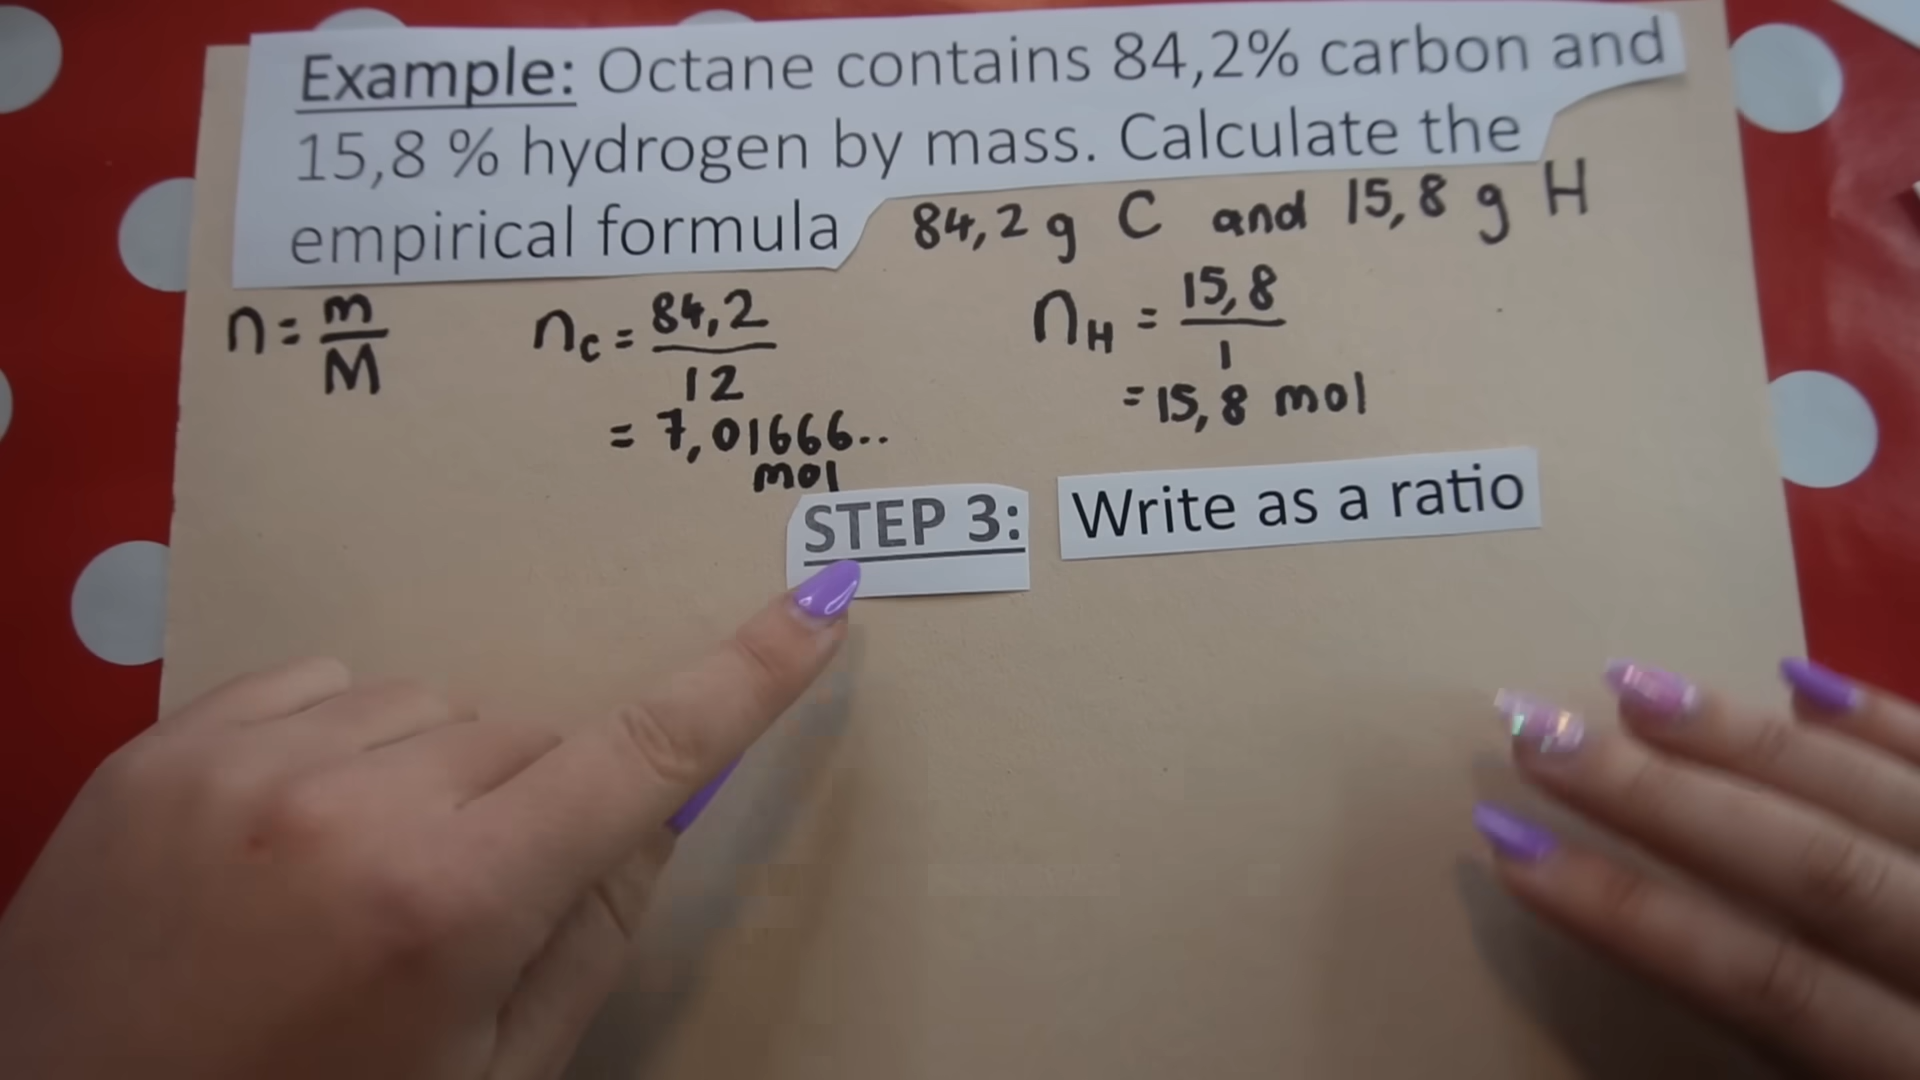 Example: Octane contains 84,2% carbon and
15,8 % hydrogen by mass. Calculate the
empirical formula
84,2 g C and 15,8 g H
n = m/M
nC = 84,2/12
= 7,01666..
mol
nH = 15,8/1
= 15,8 mol
STEP 3: Write as a ratio